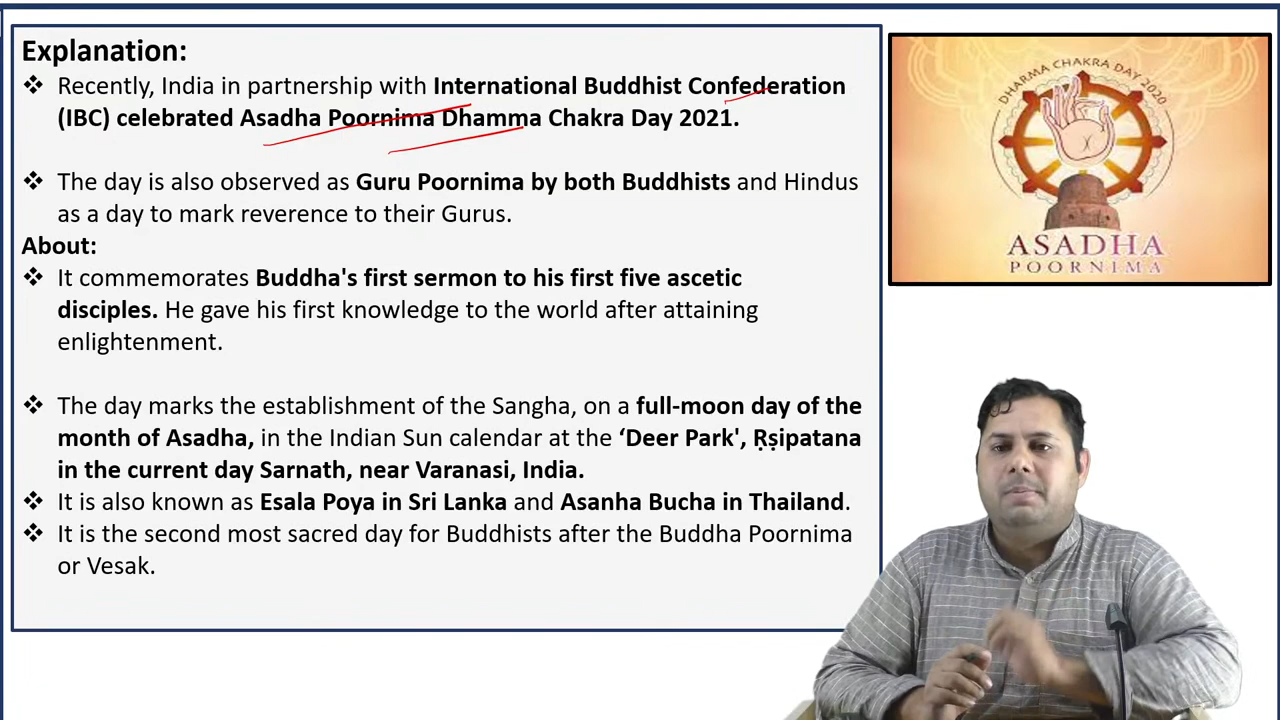 Explanation:
❖ Recently, India in partnership with International Buddhist Confederation
(IBC) celebrated Asadha Poornima Dhamma Chakra Day 2021.
❖ The day is also observed as Guru Poornima by both Buddhists and Hindus
as a day to mark reverence to their Gurus.
About:
❖ It commemorates Buddha's first sermon to his first five ascetic
disciples. He gave his first knowledge to the world after attaining
enlightenment.
❖ The day marks the establishment of the Sangha, on a full-moon day of the
month of Asadha, in the Indian Sun calendar at the ‘Deer Park', Ṛṣipatana
in the current day Sarnath, near Varanasi, India.
❖ It is also known as Esala Poya in Sri Lanka and Asanha Bucha in Thailand.
❖ It is the second most sacred day for Buddhists after the Buddha Poornima
or Vesak.
DHARMA CHAKRA DAY 2020
ASADHA
POORNIMA